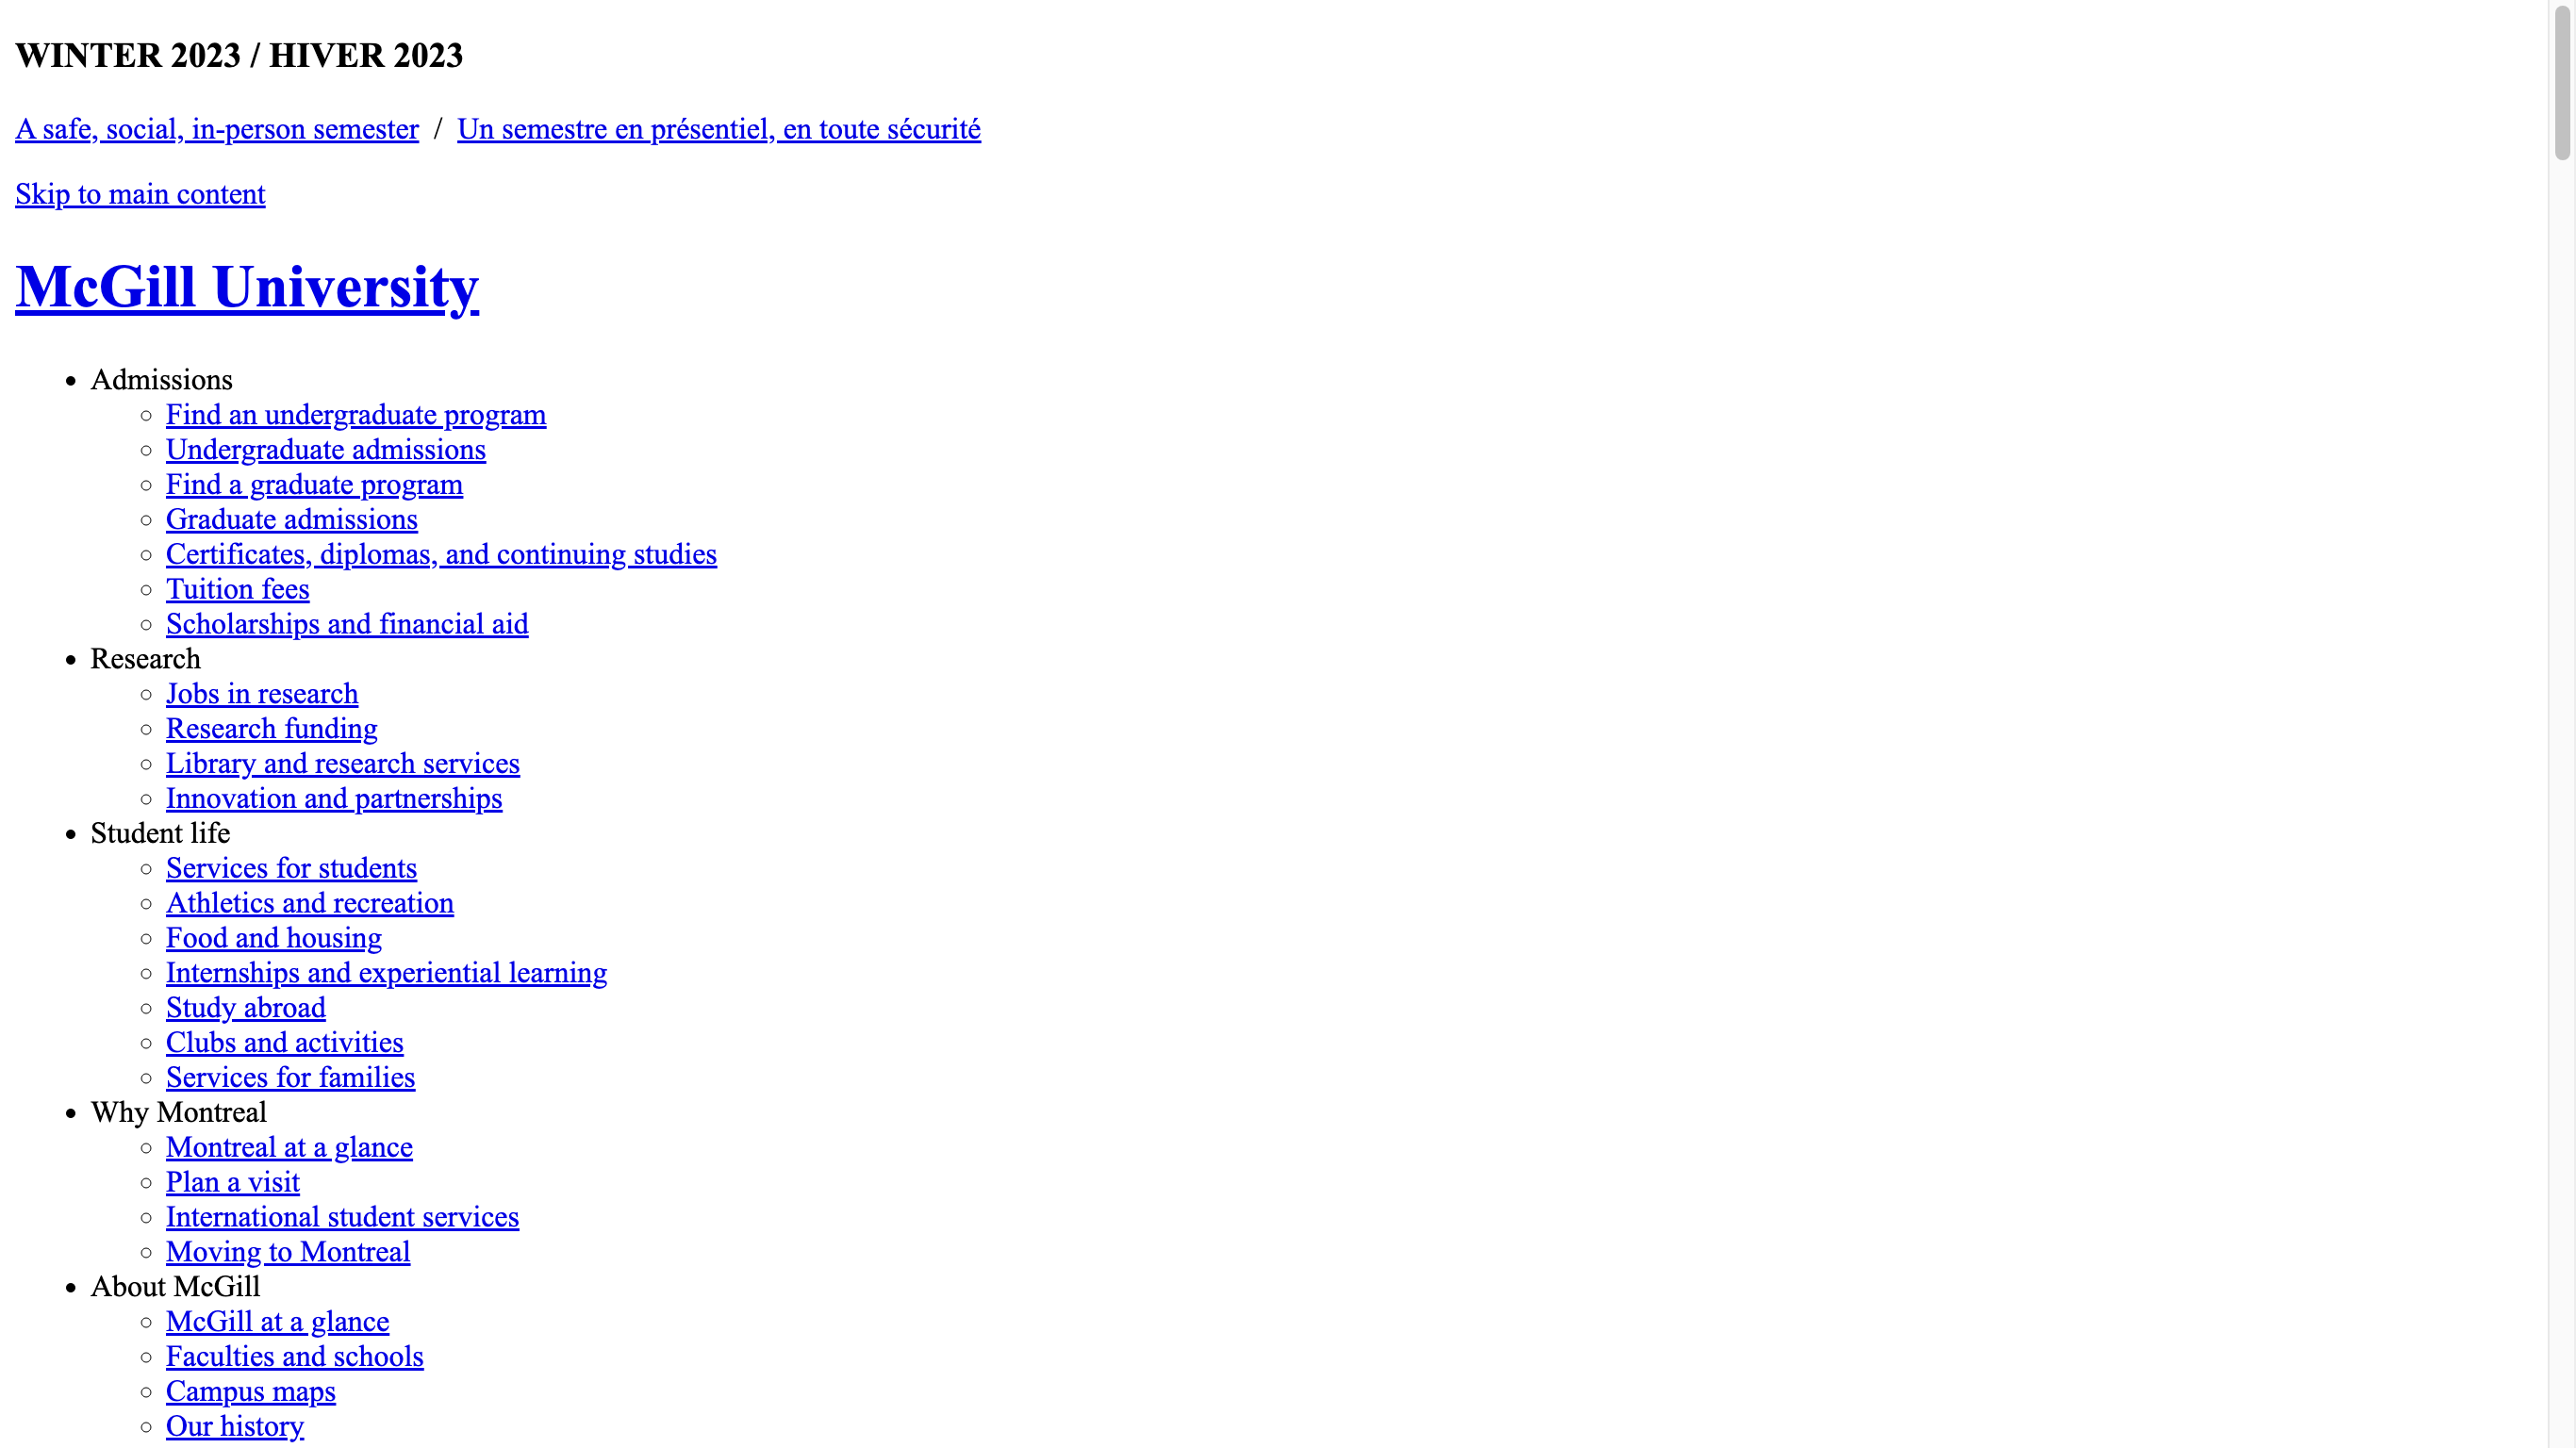 WINTER 2023 / HIVER 2023
A safe, social, in-person semester / Un semestre en présentiel, en toute sécurité
Skip to main content
McGill University
Admissions
Find an undergraduate program
Undergraduate admissions
Find a graduate program
Graduate admissions
Certificates, diplomas, and continuing studies
Tuition fees
Scholarships and financial aid
Research
Jobs in research
Research funding
Library and research services
Innovation and partnerships
Student life
Services for students
Athletics and recreation
Food and housing
Internships and experiential learning
Study abroad
Clubs and activities
Services for families
Why Montreal
Montreal at a glance
Plan a visit
International student services
Moving to Montreal
About McGill
McGill at a glance
Faculties and schools
Campus maps
Our history